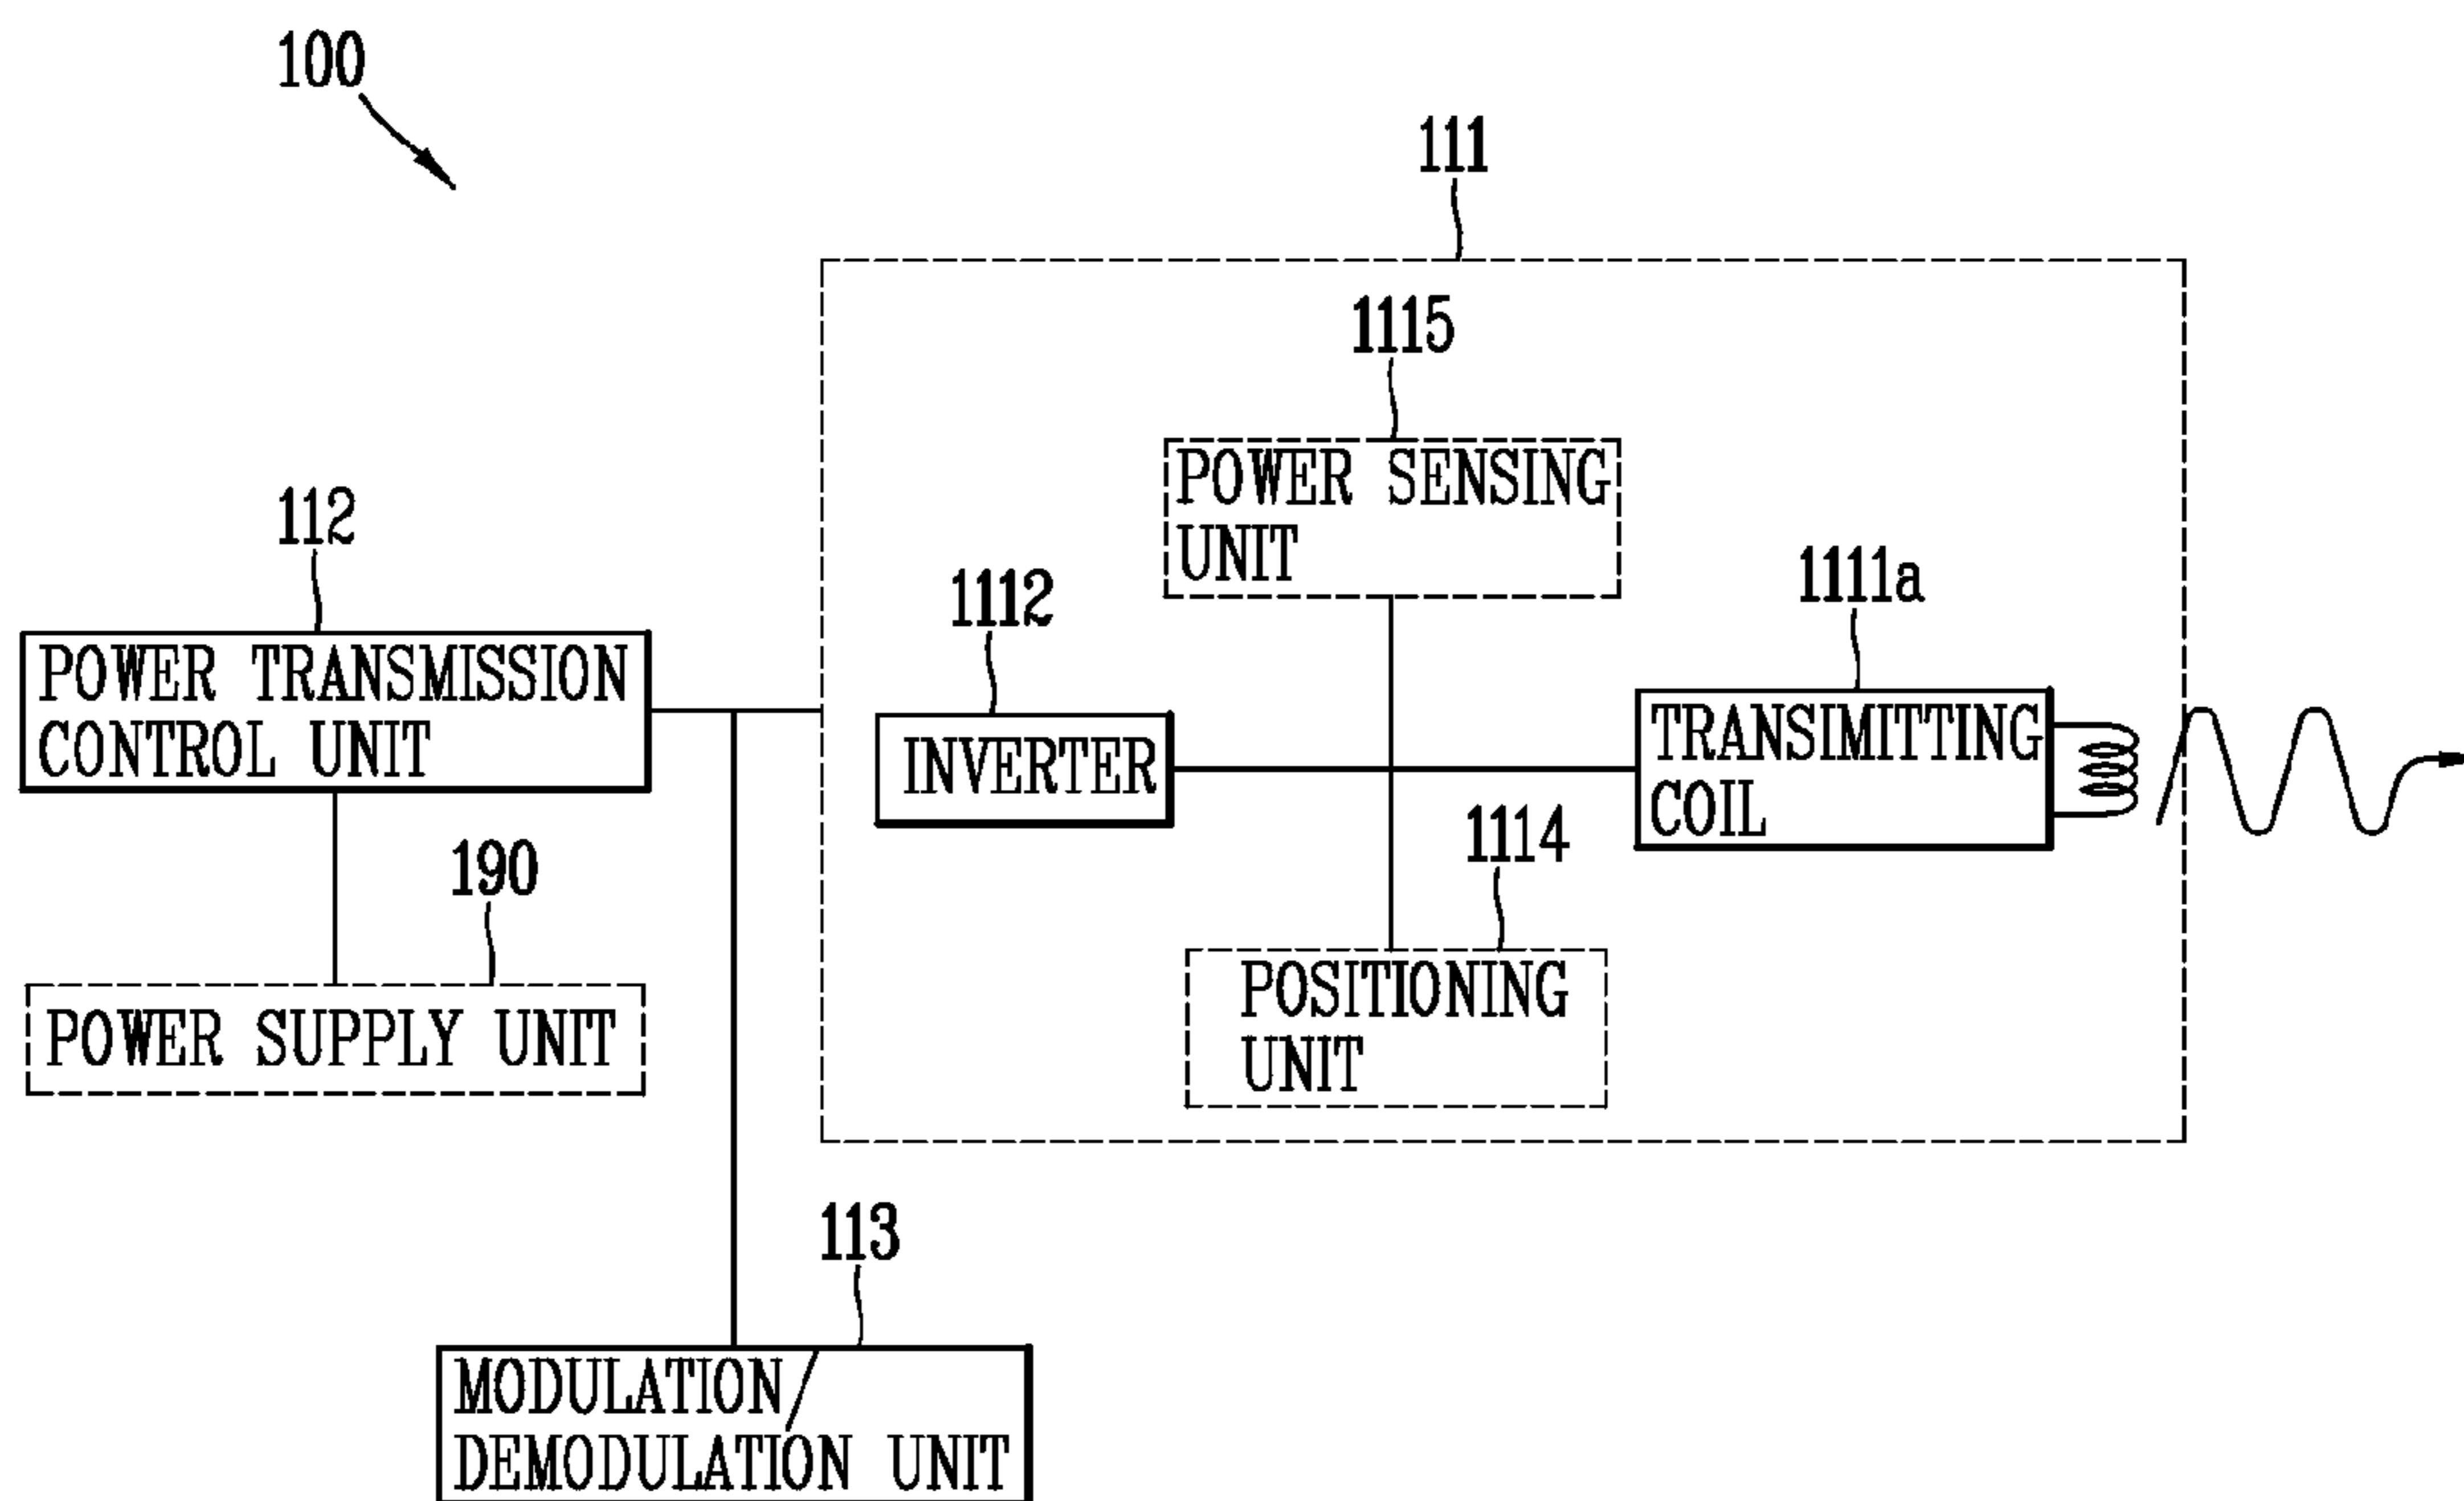 100
111
1115
POWER SENSING
UNIT
112
1112
1111a
POWER TRANSMISSION
CONTROL UNIT
INVERTER
TRANSIMITTING
COIL
190
1114
POWER SUPPLY UNIT
POSITIONING
UNIT
113
MODULATION/
DEMODULATION UNIT